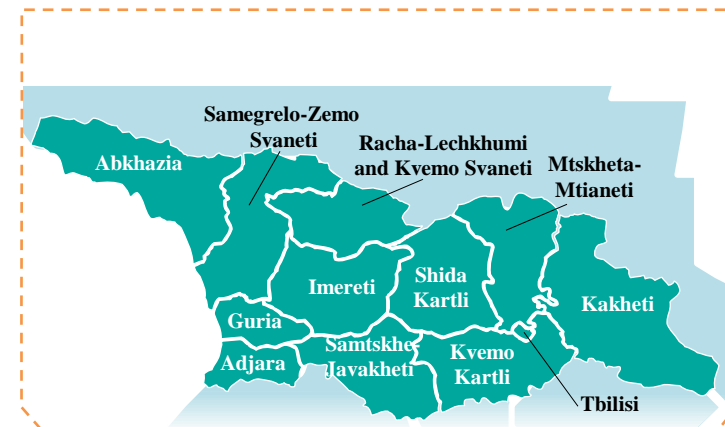 Samegrelo-Zemo
Svaneti
Racha-Lechkhumi
and Kvemo Svaneti
Mtskheta-
Mtianeti
Abkhazia
Imereti
Shida
Kartli
Kakheti
Guria
Adjara
Samtskhe-
Javakheti
Kvemo
Kartli
Tbilisi